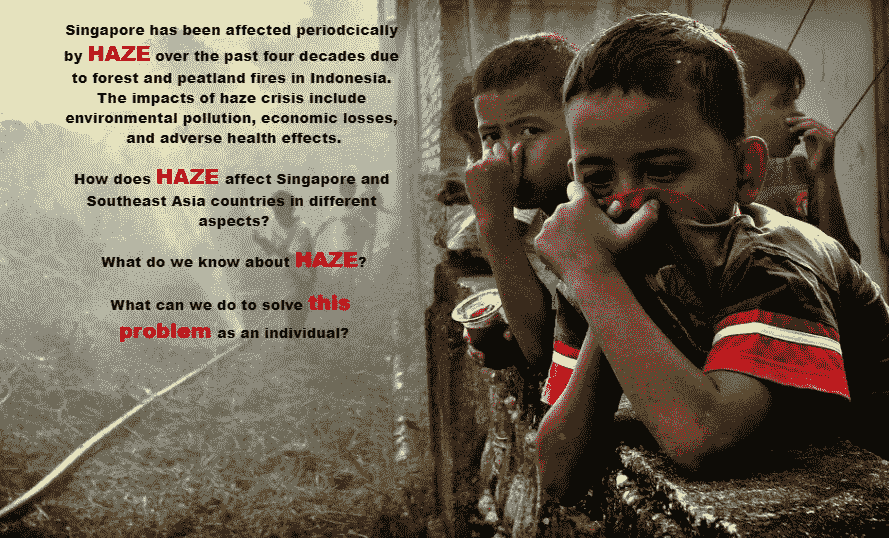 Singapore has been affected periodcically
by HAZE over the past four decades due
to forest and peatland fires in Indonesia.
The impacts of haze crisis include
environmental pollution, economic losses,
and adverse health effects.
How does HAZE affect Singapore and
Southeast Asia countries in different
aspects?
What do we know about HAZE?
What can we do to solve this
problem as an individual?